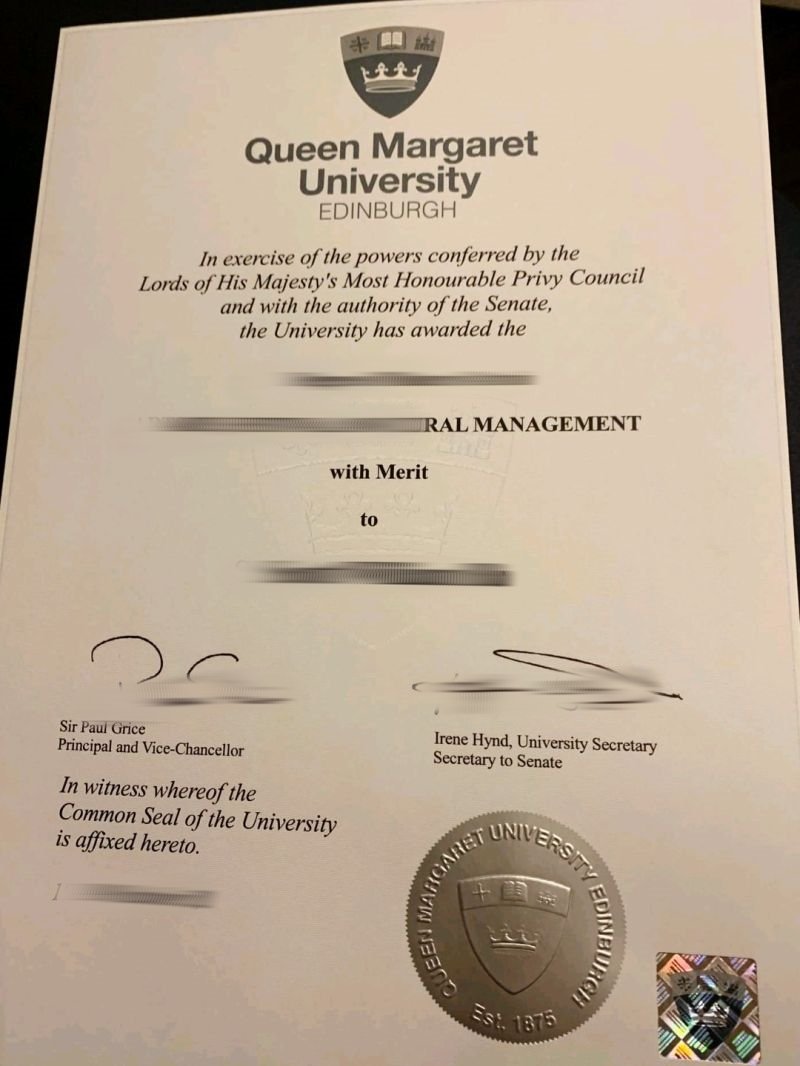 Queen Margaret
University
EDINBURGH
In exercise of the powers conferred by the
Lords of His Majesty's Most Honourable Privy Council
and with the authority of the Senate,
the University has awarded the
RAL MANAGEMENT
with Merit
to
Sir Paul Grice
Principal and Vice-Chancellor
Irene Hynd, University Secretary
Secretary to Senate
In witness whereof the
Common Seal of the University
is affixed hereto.
QUEEN MARGARET UNIVERSITY EDINBURGH
Est. 1875